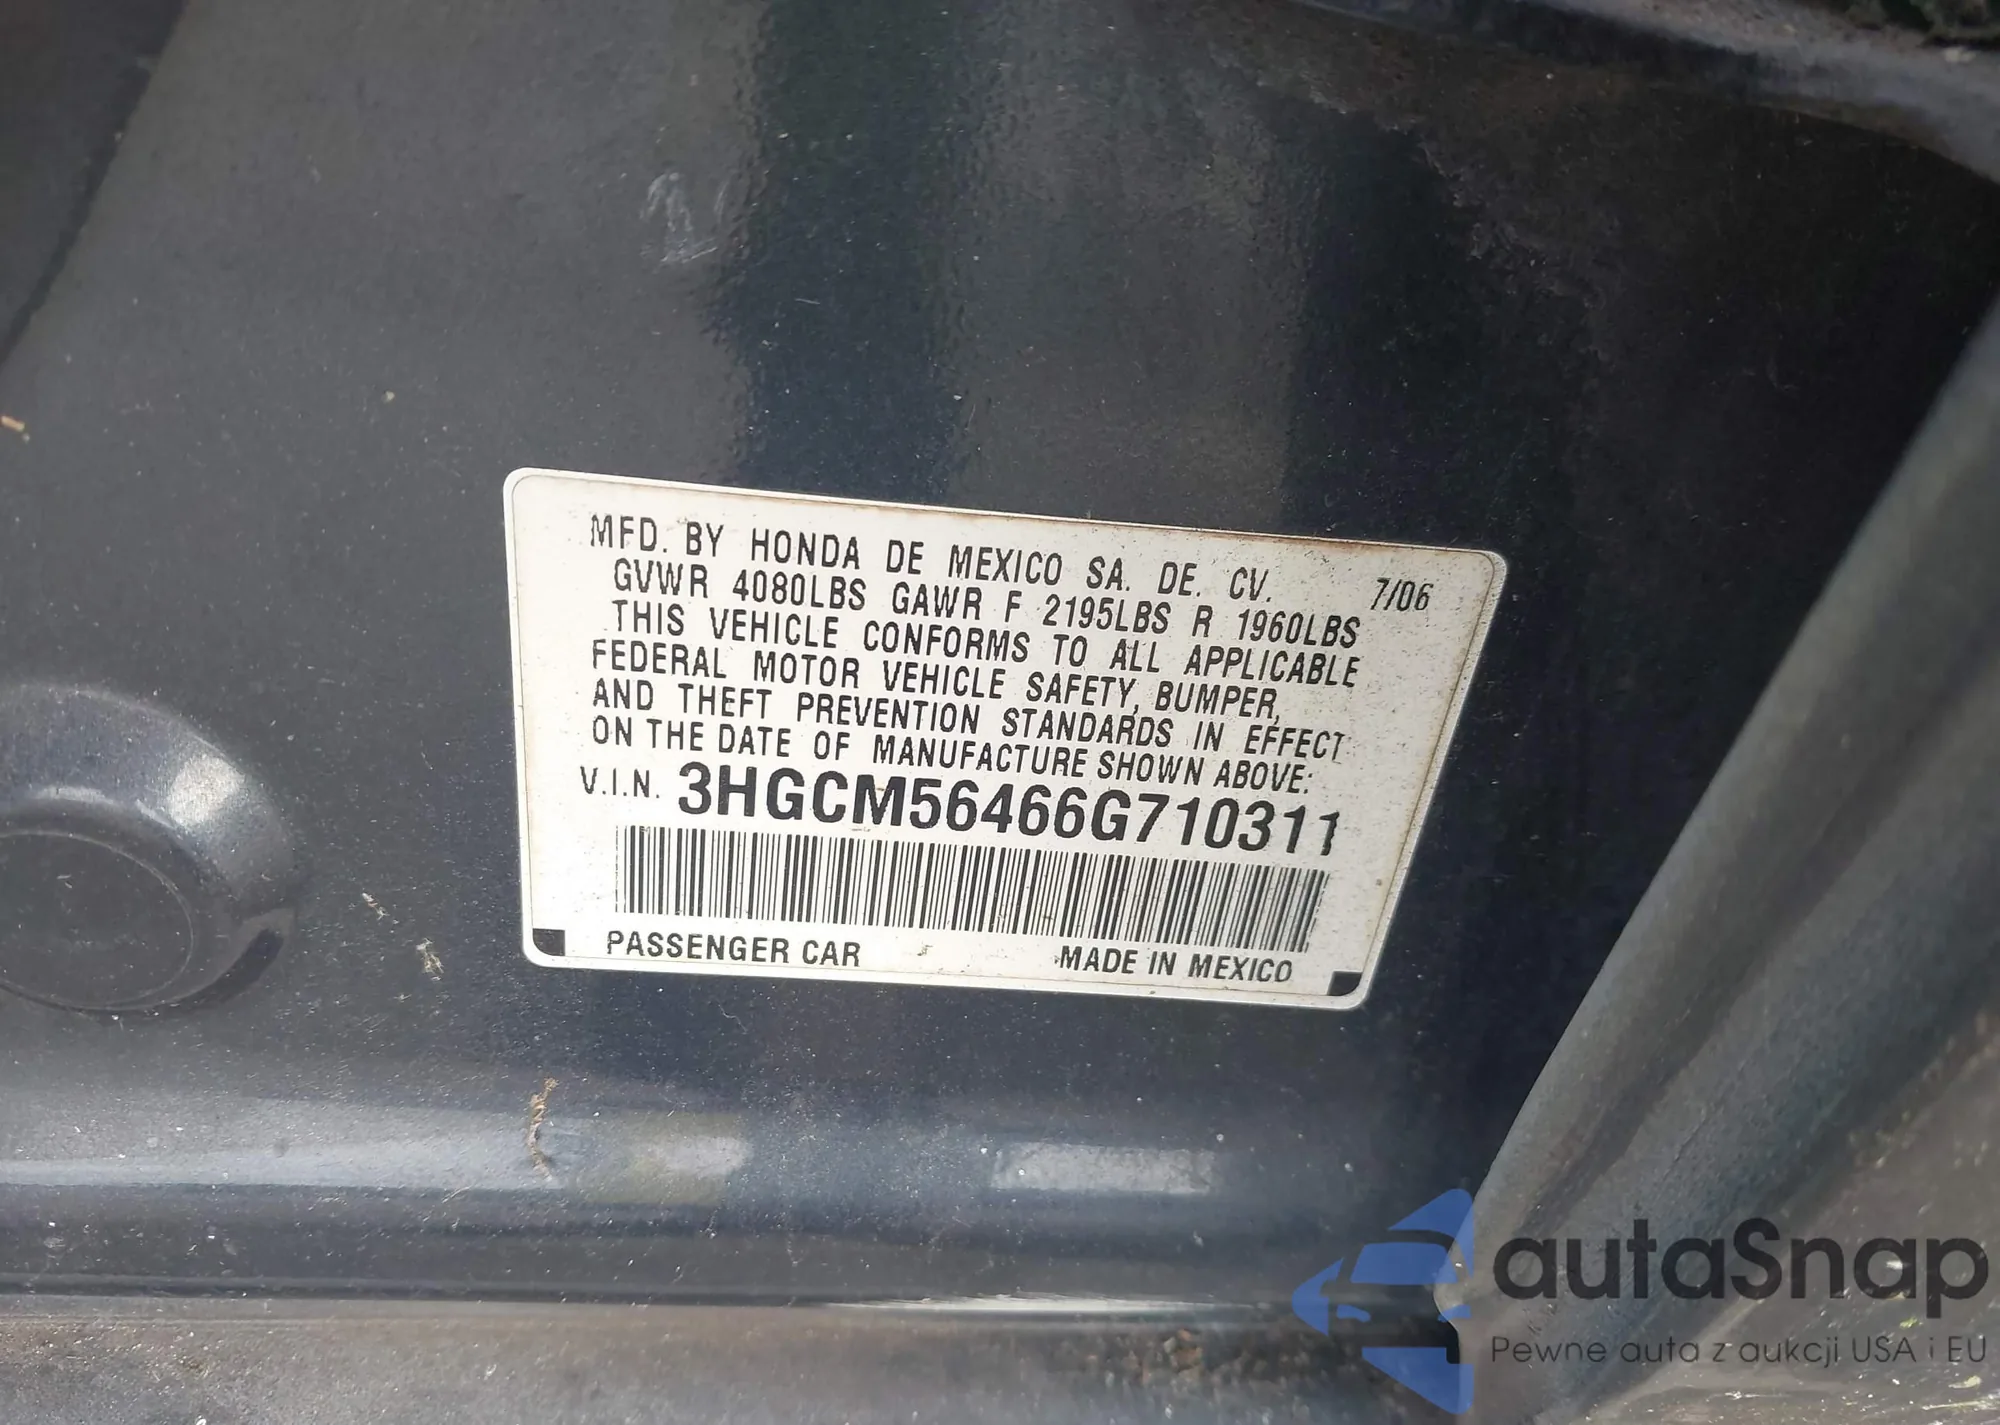 MFD. BY HONDA DE MEXICO SA. DE. CV. 7/06
GVWR 4080LBS GAWR F 2195LBS R 1960LBS
THIS VEHICLE CONFORMS TO ALL APPLICABLE
FEDERAL MOTOR VEHICLE SAFETY, BUMPER,
AND THEFT PREVENTION STANDARDS IN EFFECT
ON THE DATE OF MANUFACTURE SHOWN ABOVE:
V.I.N. 3HGCM56466G710311
PASSENGER CAR MADE IN MEXICO
autaSnap
Pewne auta z aukcji USA i EU